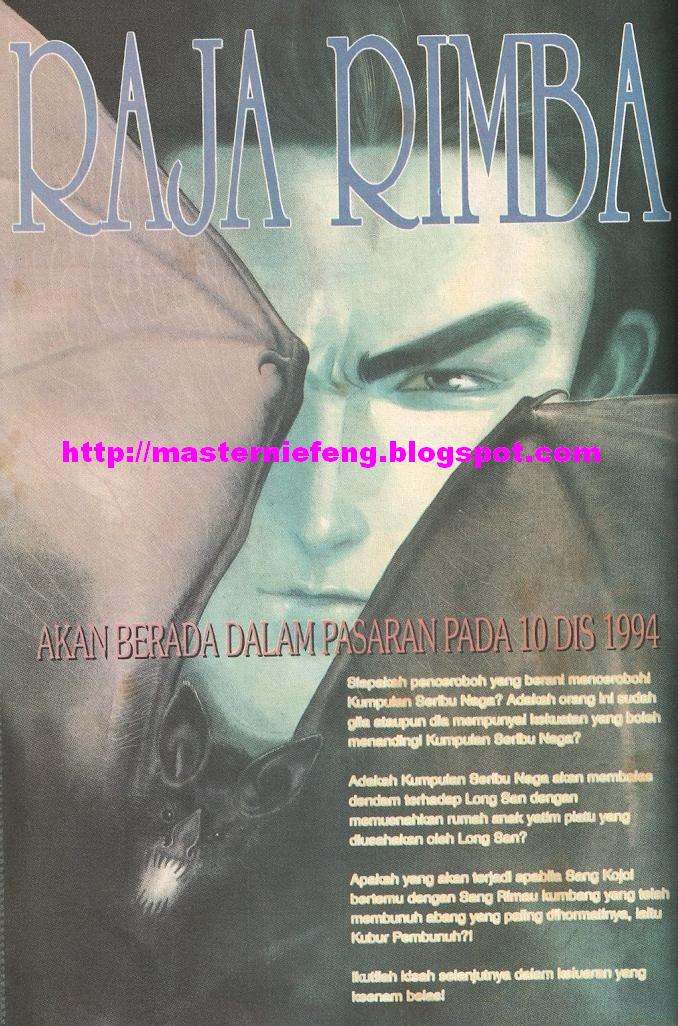 RAJA RIMBA
http://masterniefeng.blogspot.com
AKAN BERADA DALAM PASARAN PADA 10 DIS 1994
Siapakah penceroboh yang berani mencerobohi
Kumpulan Seribu Naga? Adakah orang ini sudah
gila ataupun dia mempunyai kekuatan yang boleh
menandingi Kumpulan Seribu Naga?
Adakah Kumpulan Seribu Naga akan membalas
dendam terhadap Long San dengan
memusnahkan rumah anak yatim piatu yang
diusahakan oleh Long San?
Apakah yang akan terjadi apabila Sang Kojol
bertemu dengan Sang Rimau kumbang yang telah
membunuh abang yang paling dihormatinya, iaitu
Kubur Pembunuh?!
Ikutilah kisah selanjutnya dalam keluaran yang
keenam belas!